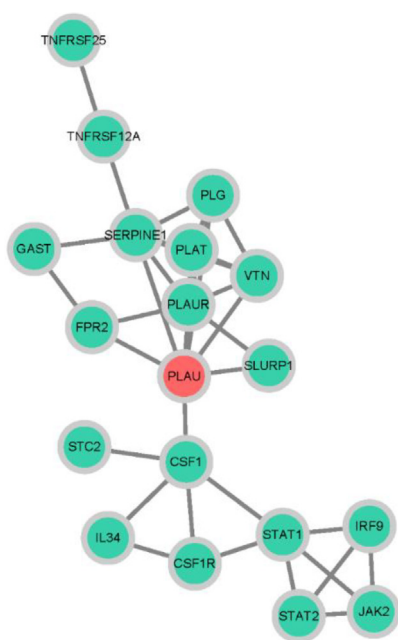 TNFRSF25
TNFRSF12A
PLG
SERPINE1
GAST
PLAT
VTN
PLAUR
FPR2
SLURP1
PLAU
STC2
CSF1
IL34
STAT1
IRF9
CSF1R
STAT2
JAK2